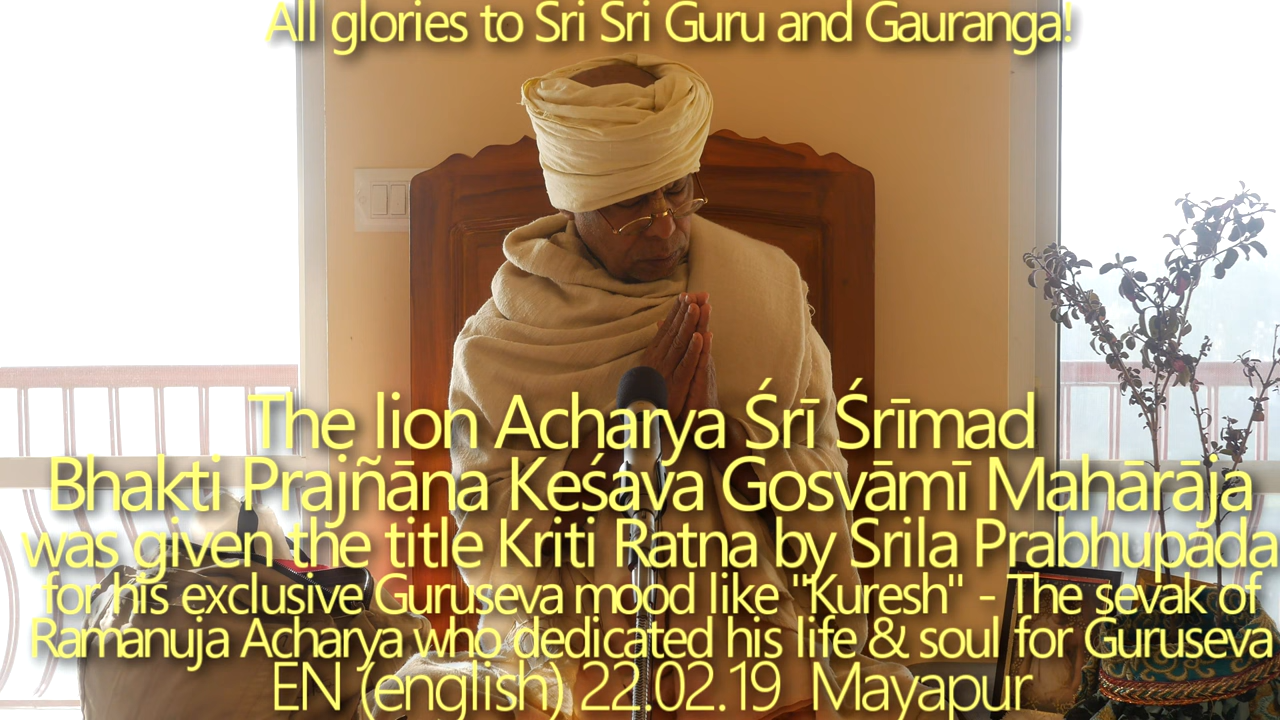 All glories to Sri Sri Guru and Gauranga!
The lion Acharya Śrī Śrīmad
Bhakti Prajñāna Keśava Gosvāmī Mahārāja
was given the title Kriti Ratna by Srila Prabhupada
for his exclusive Guruseva mood like "Kuresh" - The sevak of
Ramanuja Acharya who dedicated his life & soul for Guruseva
EN (english) 22.02.19 Mayapur